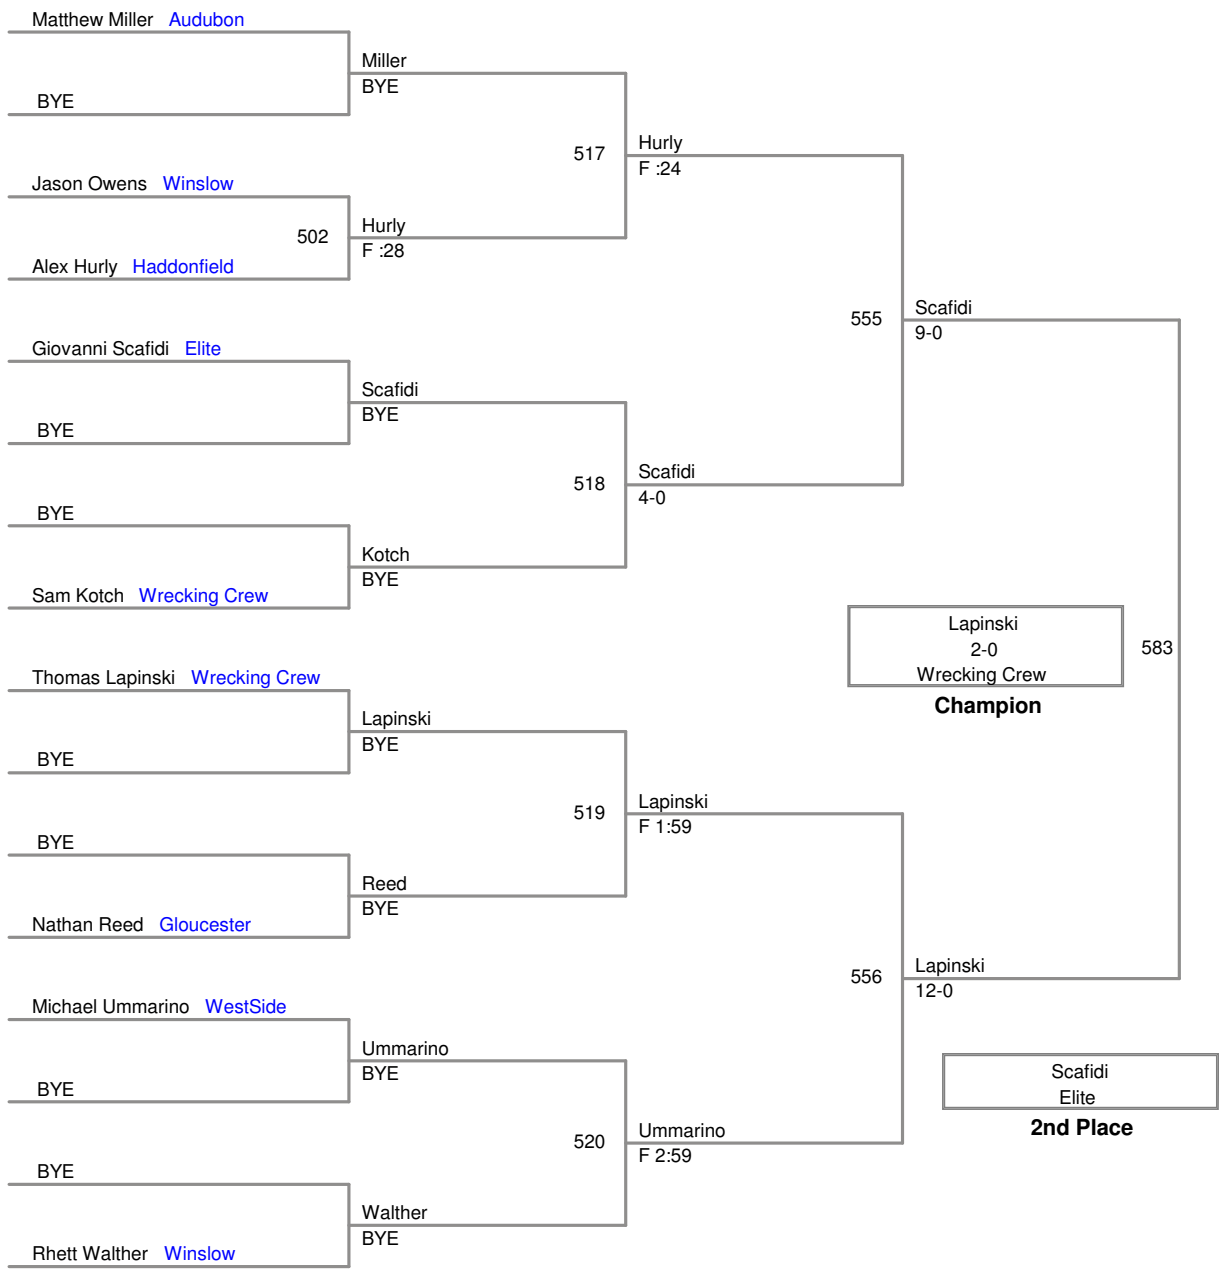 Matthew Miller Audubon
Miller
BYE
BYE
517
Hurly
F :24
Jason Owens Winslow
502
Hurly
F :28
Alex Hurly Haddonfield
555
Scafidi
9-0
Giovanni Scafidi Elite
Scafidi
BYE
BYE
518
Scafidi
4-0
BYE
Kotch
BYE
Sam Kotch Wrecking Crew
Lapinski
2-0
Wrecking Crew
Champion
583
Thomas Lapinski Wrecking Crew
Lapinski
BYE
BYE
519
Lapinski
F 1:59
BYE
Reed
BYE
Nathan Reed Gloucester
556
Lapinski
12-0
Michael Ummarino WestSide
Ummarino
BYE
BYE
Scafidi
Elite
2nd Place
520
Ummarino
F 2:59
BYE
Walther
BYE
Rhett Walther Winslow